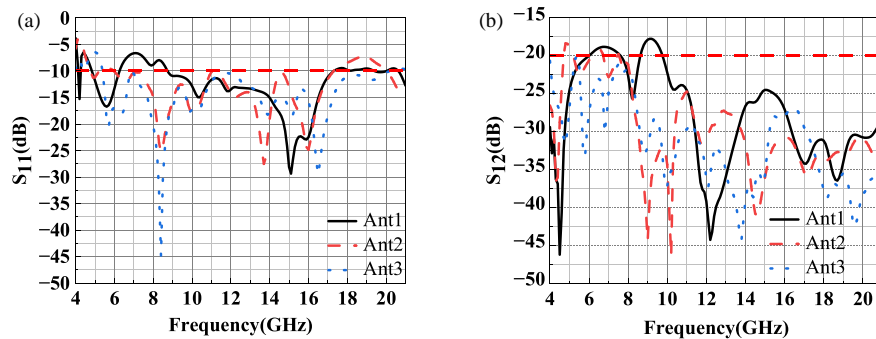 (a)
0
−5
−10
−15
−20
−25
−30
−35
−40
−45
−50
S11(dB)
4 6 8 10 12 14 16 18 20
Frequency(GHz)
Ant1
Ant2
Ant3
(b)
−15
−20
−25
−30
−35
−40
−45
−50
S12(dB)
4 6 8 10 12 14 16 18 20
Frequency(GHz)
Ant1
Ant2
Ant3